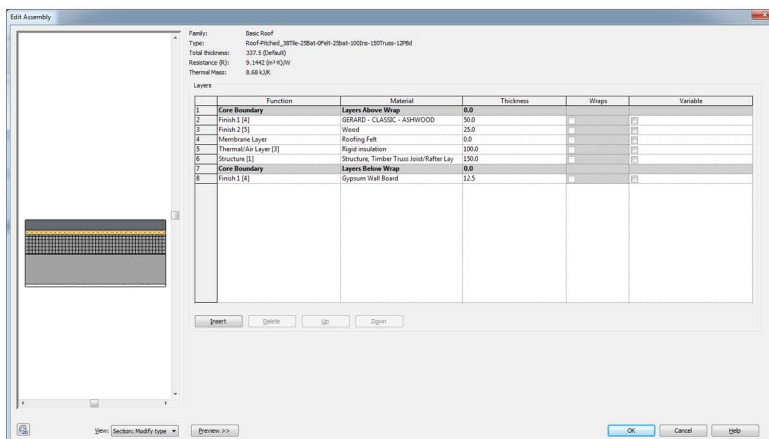 Edit Assembly
Family: Basic Roof
Type: Roof-Pitched_38Tile-25Bat-0Felt-25bat-100Ins-150Truss-12PBd
Total thickness: 337.5 (Default)
Resistance (R): 9.1442 (m²·K)/W
Thermal Mass: 8.68 kJ/K
Layers
Function Material Thickness Wraps Variable
1 Core Boundary Layers Above Wrap 0.0
2 Finish 1 [4] GERARD - CLASSIC - ASHWOOD 50.0
3 Finish 2 [5] Wood 25.0
4 Membrane Layer Roofing Felt 0.0
5 Thermal/Air Layer [3] Rigid insulation 100.0
6 Structure [1] Structure, Timber Truss Joist/Rafter Lay 150.0
7 Core Boundary Layers Below Wrap 0.0
8 Finish 1 [4] Gypsum Wall Board 12.5
Insert Delete Up Down
View: Section: Modify type Preview >> OK Cancel Help